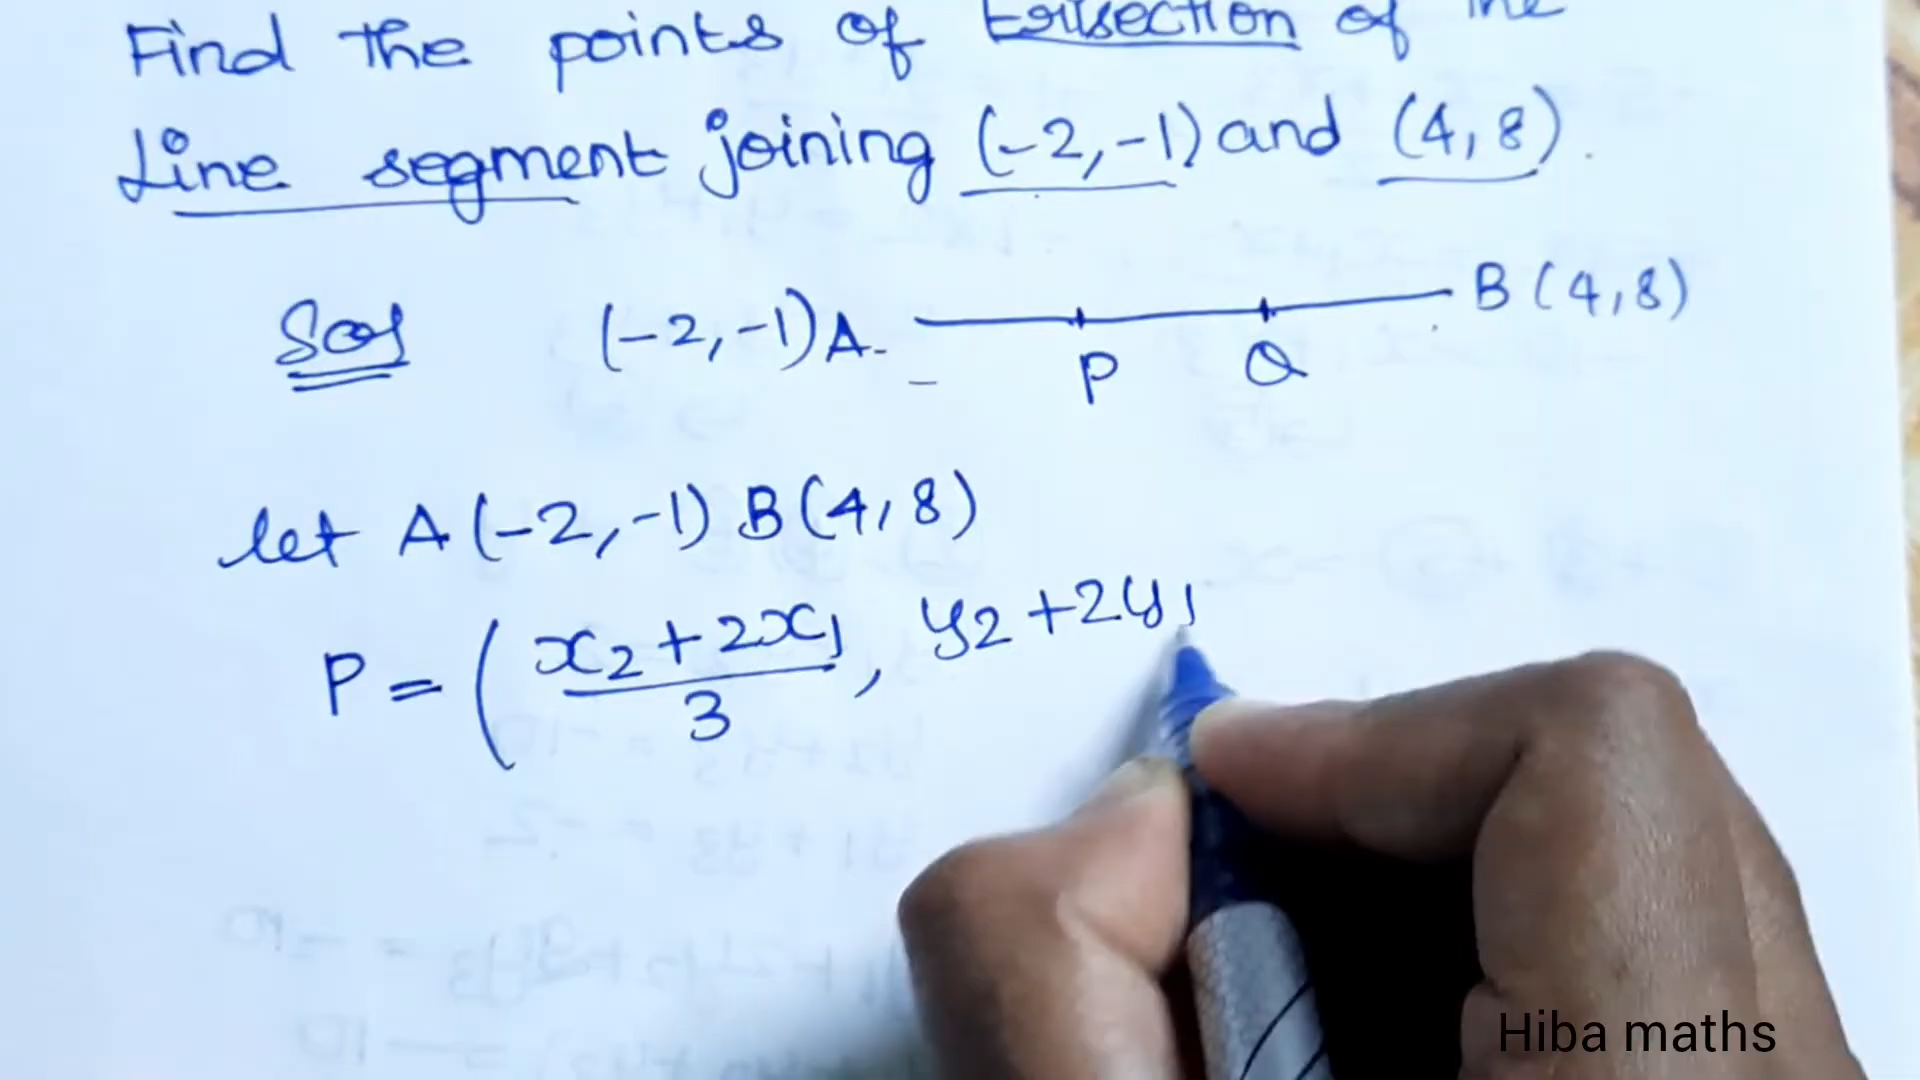 Find the points of trisection of the
Line segment joining (-2,-1) and (4,8).
Sol (-2,-1) A B (4,8)
P Q
let A (-2,-1) B (4,8)
P = ( x₂+2x₁/3 , y₂+2y₁
Hiba maths